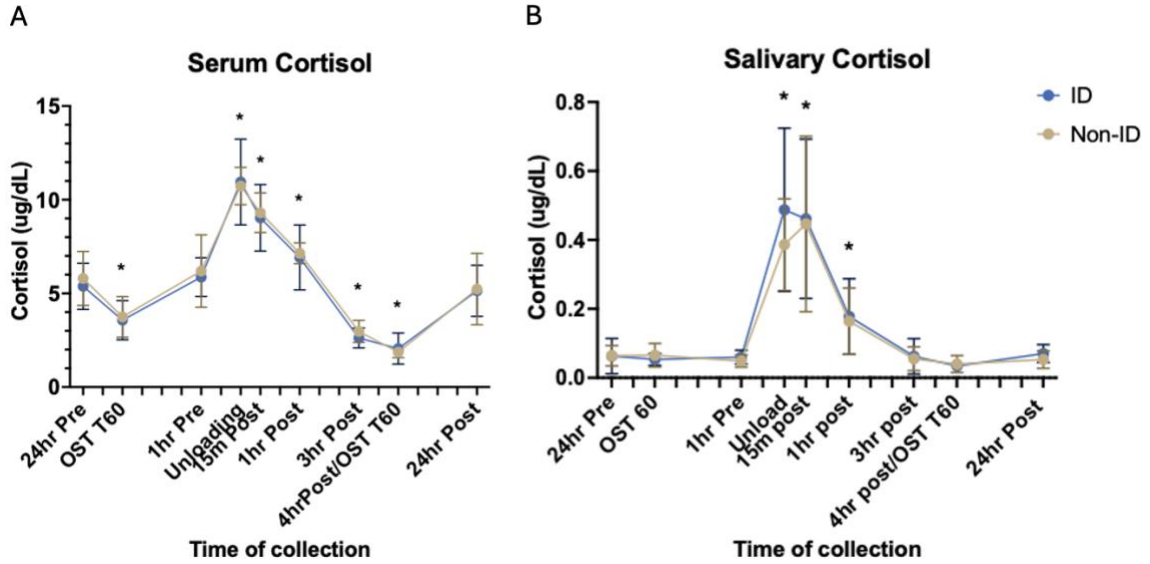 A
Serum Cortisol
Cortisol (ug/dL)
15
10
5
0
*
*
*
*
*
*
24hr Pre
OST T60
1hr Pre
Unloading
15m Post
1hr Post
3hr Post
4hrPost/OST T60
24hr Post
Time of collection
B
Salivary Cortisol
Cortisol (ug/dL)
0.8
0.6
0.4
0.2
0.0
*
*
*
24hr Pre
OST 60
1hr Pre
Unload
15m post
1hr post
3hr post
4hr post/OST T60
24hr Post
Time of collection
ID
Non-ID